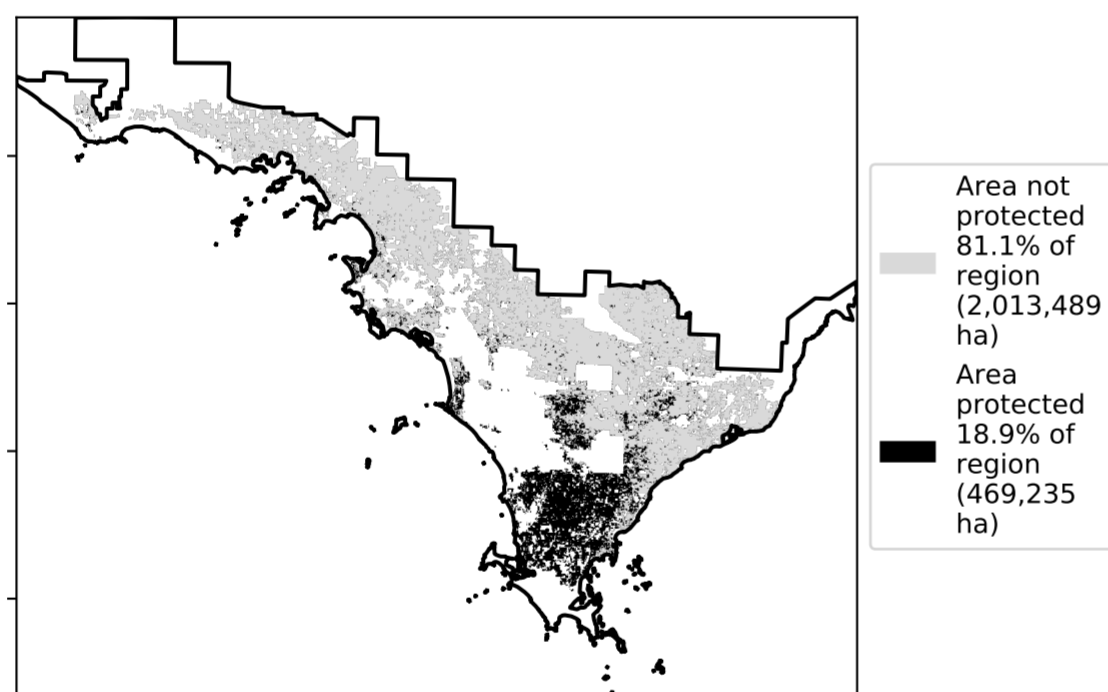 Area not
protected
81.1% of
region
(2,013,489
ha)
Area
protected
18.9% of
region
(469,235
ha)